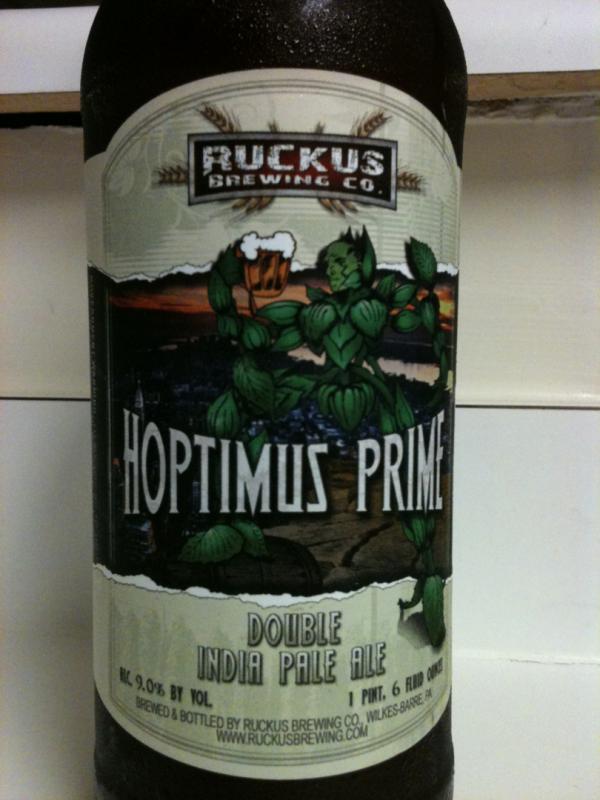 RUCKUS
BREWING CO.
HOPTIMUS PRIME
DOUBLE
INDIA PALE ALE
ALC. 9.0% BY VOL.
1 PINT, 6 FLUID OUNCE
BREWED & BOTTLED BY RUCKUS BREWING CO., WILKES-BARRE, PA.
WWW.RUCKUSBREWING.COM